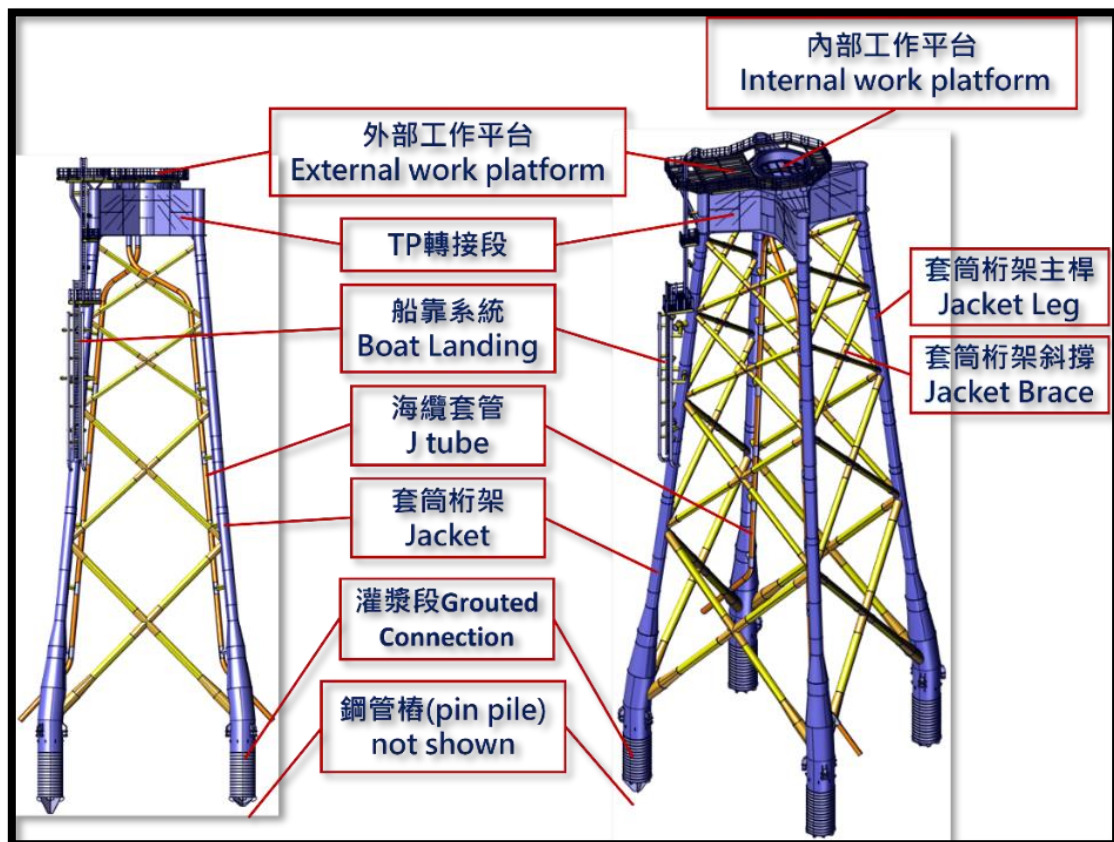 內部工作平台
Internal work platform
外部工作平台
External work platform
TP轉接段
船靠系統
Boat Landing
海纜套管
J tube
套筒桁架
Jacket
灌漿段Grouted
Connection
鋼管樁(pin pile)
not shown
套筒桁架主桿
Jacket Leg
套筒桁架斜撐
Jacket Brace